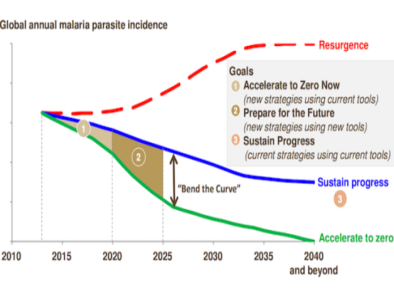 Global annual malaria parasite incidence
Resurgence
Goals
1 Accelerate to Zero Now
(new strategies using current tools)
2 Prepare for the Future
(new strategies using new tools)
3 Sustain Progress
(current strategies using current tools)
1
2
"Bend the Curve"
Sustain progress
3
Accelerate to zero
2010 2014 2020 2025 2030 2035 2040
and beyond